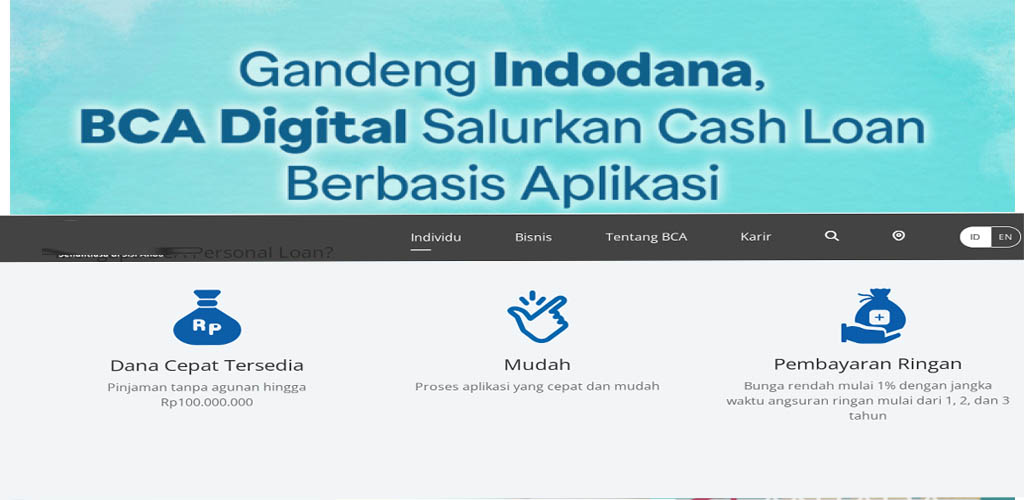 Gandeng Indodana,
BCA Digital Salurkan Cash Loan
Berbasis Aplikasi
Individu
Bisnis
Tentang BCA
Karir
ID
EN
Personal Loan?
Rp
Dana Cepat Tersedia
Pinjaman tanpa agunan hingga
Rp100.000.000
Mudah
Proses aplikasi yang cepat dan mudah
Pembayaran Ringan
Bunga rendah mulai 1% dengan jangka
waktu angsuran ringan mulai dari 1, 2, dan 3
tahun